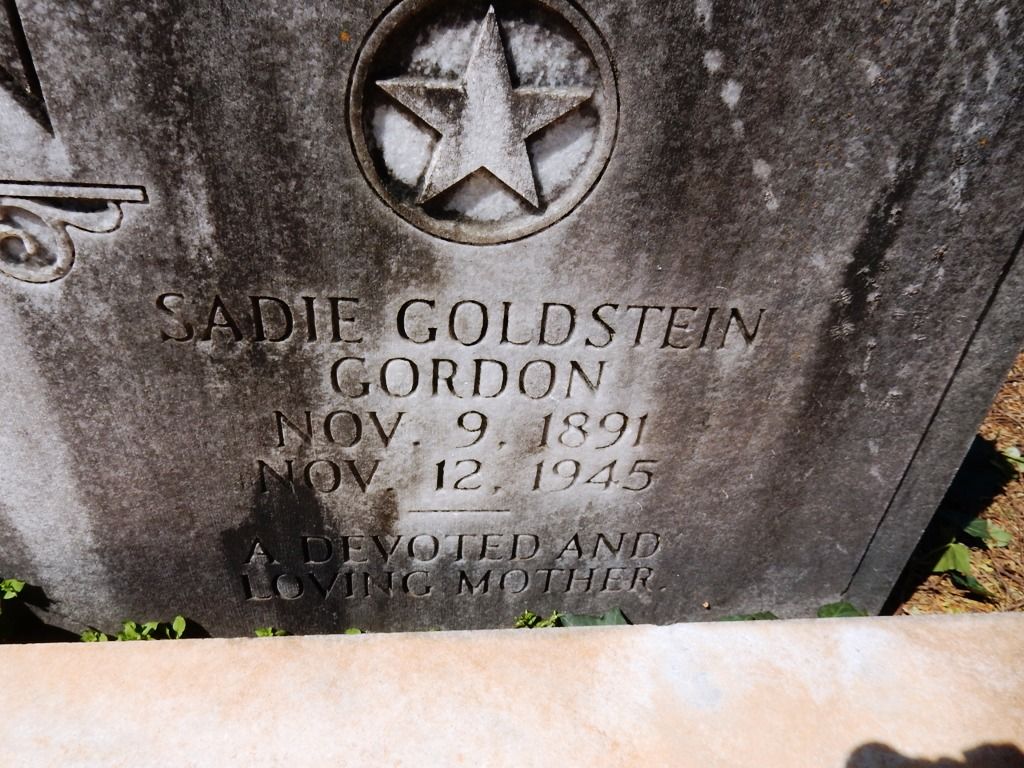 SADIE GOLDSTEIN
GORDON
NOV. 9, 1891
NOV. 12, 1945
A DEVOTED AND
LOVING MOTHER.